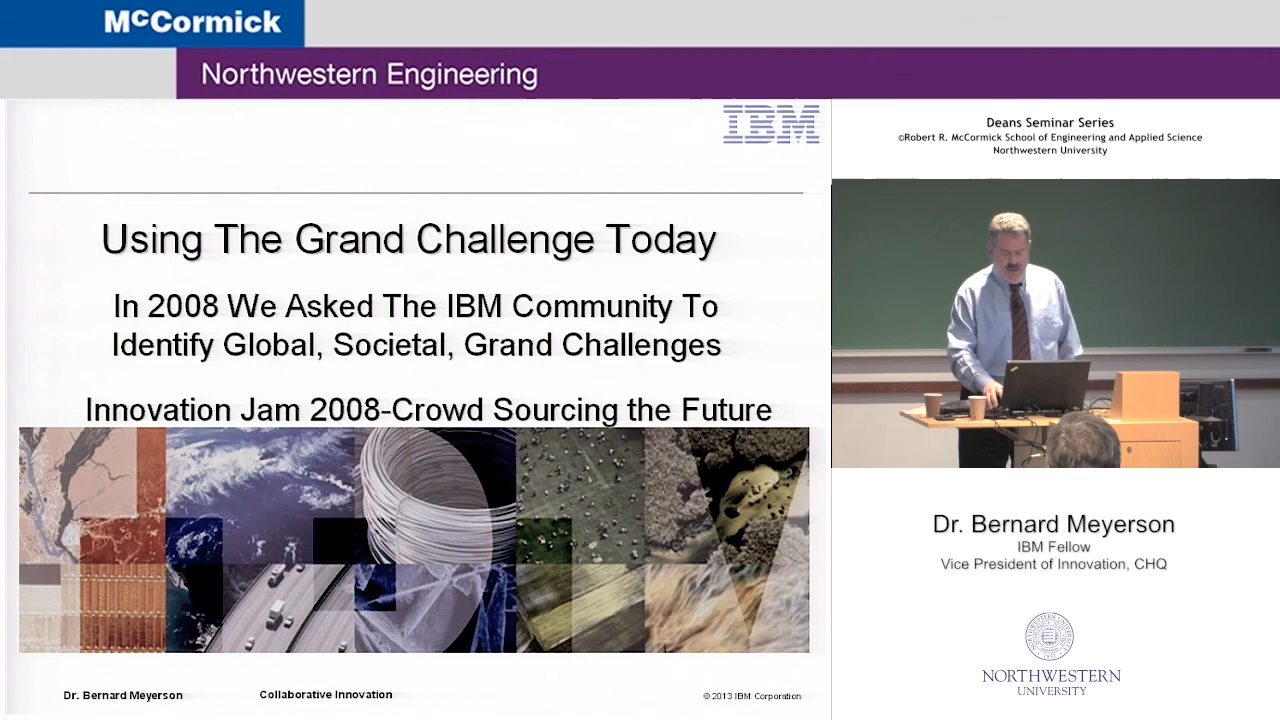 McCormick
Northwestern Engineering
IBM
Using The Grand Challenge Today
In 2008 We Asked The IBM Community To
Identify Global, Societal, Grand Challenges
Innovation Jam 2008-Crowd Sourcing the Future
Dr. Bernard Meyerson
Collaborative Innovation
© 2013 IBM Corporation
Deans Seminar Series
©Robert R. McCormick School of Engineering and Applied Science
Northwestern University
Dr. Bernard Meyerson
IBM Fellow
Vice President of Innovation, CHQ
NORTHWESTERN
UNIVERSITY